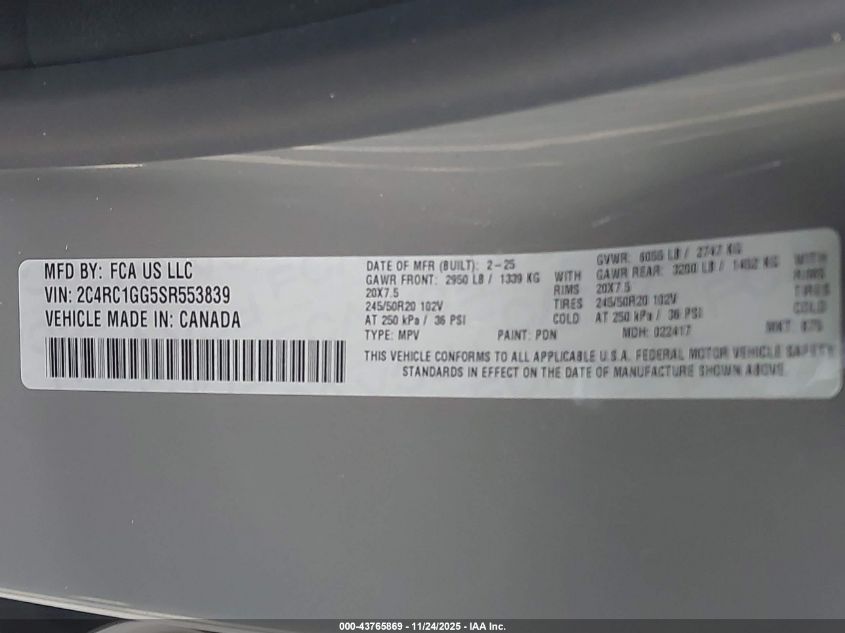 MFD BY: FCA US LLC
VIN: 2C4RC1GG5SR553839
VEHICLE MADE IN: CANADA
DATE OF MFR (BUILT): 2-25
GAWR FRONT: 2950 LB / 1339 KG WITH
20X7.5 RIMS
245/50R20 102V TIRES
AT 250 kPa / 36 PSI COLD
TYPE: MPV PAINT: PDN
GVWR: 6055 LB / 2747 KG
GAWR REAR: 3200 LB / 1452 KG WITH
20X7.5 RIMS
245/50R20 102V TIRES
AT 250 kPa / 36 PSI COLD
MDH: 022417
THIS VEHICLE CONFORMS TO ALL APPLICABLE U.S.A. FEDERAL MOTOR VEHICLE SAFETY
STANDARDS IN EFFECT ON THE DATE OF MANUFACTURE SHOWN ABOVE.
000-43765869 - 11/24/2025 - IAA Inc.